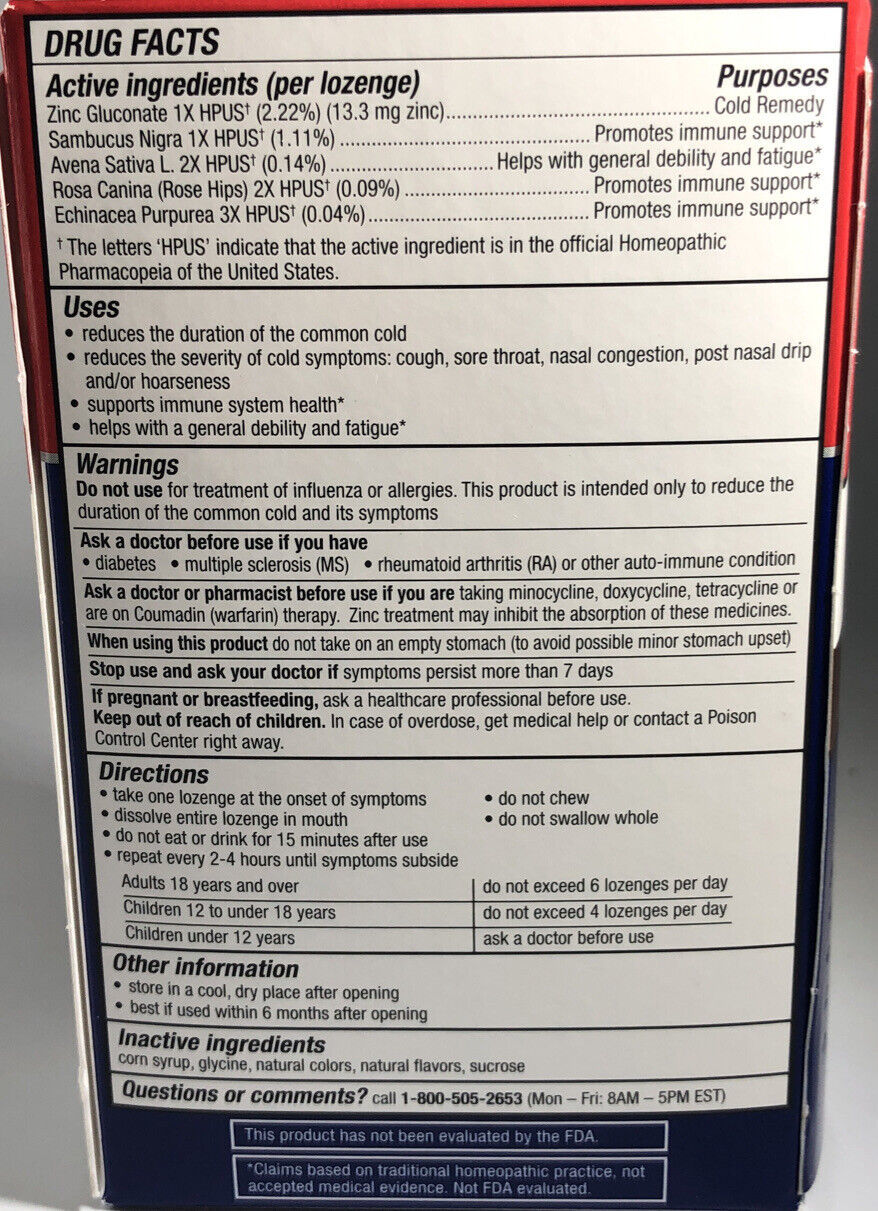 DRUG FACTS
Active ingredients (per lozenge) Purposes
Zinc Gluconate 1X HPUS† (2.22%) (13.3 mg zinc)........................................ Cold Remedy
Sambucus Nigra 1X HPUS† (1.11%) ...................................... Promotes immune support*
Avena Sativa L. 2X HPUS† (0.14%) ......................... Helps with general debility and fatigue*
Rosa Canina (Rose Hips) 2X HPUS† (0.09%) ............................ Promotes immune support*
Echinacea Purpurea 3X HPUS† (0.04%).................................. Promotes immune support*
† The letters ‘HPUS’ indicate that the active ingredient is in the official Homeopathic
Pharmacopeia of the United States.
Uses
• reduces the duration of the common cold
• reduces the severity of cold symptoms: cough, sore throat, nasal congestion, post nasal drip
and/or hoarseness
• supports immune system health*
• helps with a general debility and fatigue*
Warnings
Do not use for treatment of influenza or allergies. This product is intended only to reduce the
duration of the common cold and its symptoms
Ask a doctor before use if you have
• diabetes • multiple sclerosis (MS) • rheumatoid arthritis (RA) or other auto-immune condition
Ask a doctor or pharmacist before use if you are taking minocycline, doxycycline, tetracycline or
are on Coumadin (warfarin) therapy. Zinc treatment may inhibit the absorption of these medicines.
When using this product do not take on an empty stomach (to avoid possible minor stomach upset)
Stop use and ask your doctor if symptoms persist more than 7 days
If pregnant or breastfeeding, ask a healthcare professional before use.
Keep out of reach of children. In case of overdose, get medical help or contact a Poison
Control Center right away.
Directions
• take one lozenge at the onset of symptoms • do not chew
• dissolve entire lozenge in mouth • do not swallow whole
• do not eat or drink for 15 minutes after use
• repeat every 2-4 hours until symptoms subside
Adults 18 years and over do not exceed 6 lozenges per day
Children 12 to under 18 years do not exceed 4 lozenges per day
Children under 12 years ask a doctor before use
Other information
• store in a cool, dry place after opening
• best if used within 6 months after opening
Inactive ingredients
corn syrup, glycine, natural colors, natural flavors, sucrose
Questions or comments? call 1-800-505-2653 (Mon – Fri: 8AM – 5PM EST)
This product has not been evaluated by the FDA.
*Claims based on traditional homeopathic practice, not
accepted medical evidence. Not FDA evaluated.